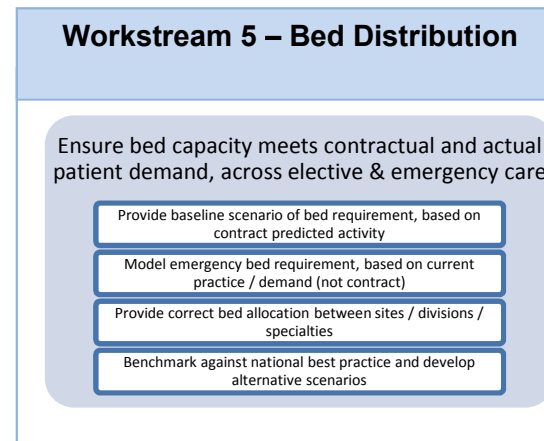 Workstream 5 – Bed Distribution
Ensure bed capacity meets contractual and actual
patient demand, across elective & emergency care
Provide baseline scenario of bed requirement, based on
contract predicted activity
Model emergency bed requirement, based on current
practice / demand (not contract)
Provide correct bed allocation between sites / divisions /
specialties
Benchmark against national best practice and develop
alternative scenarios